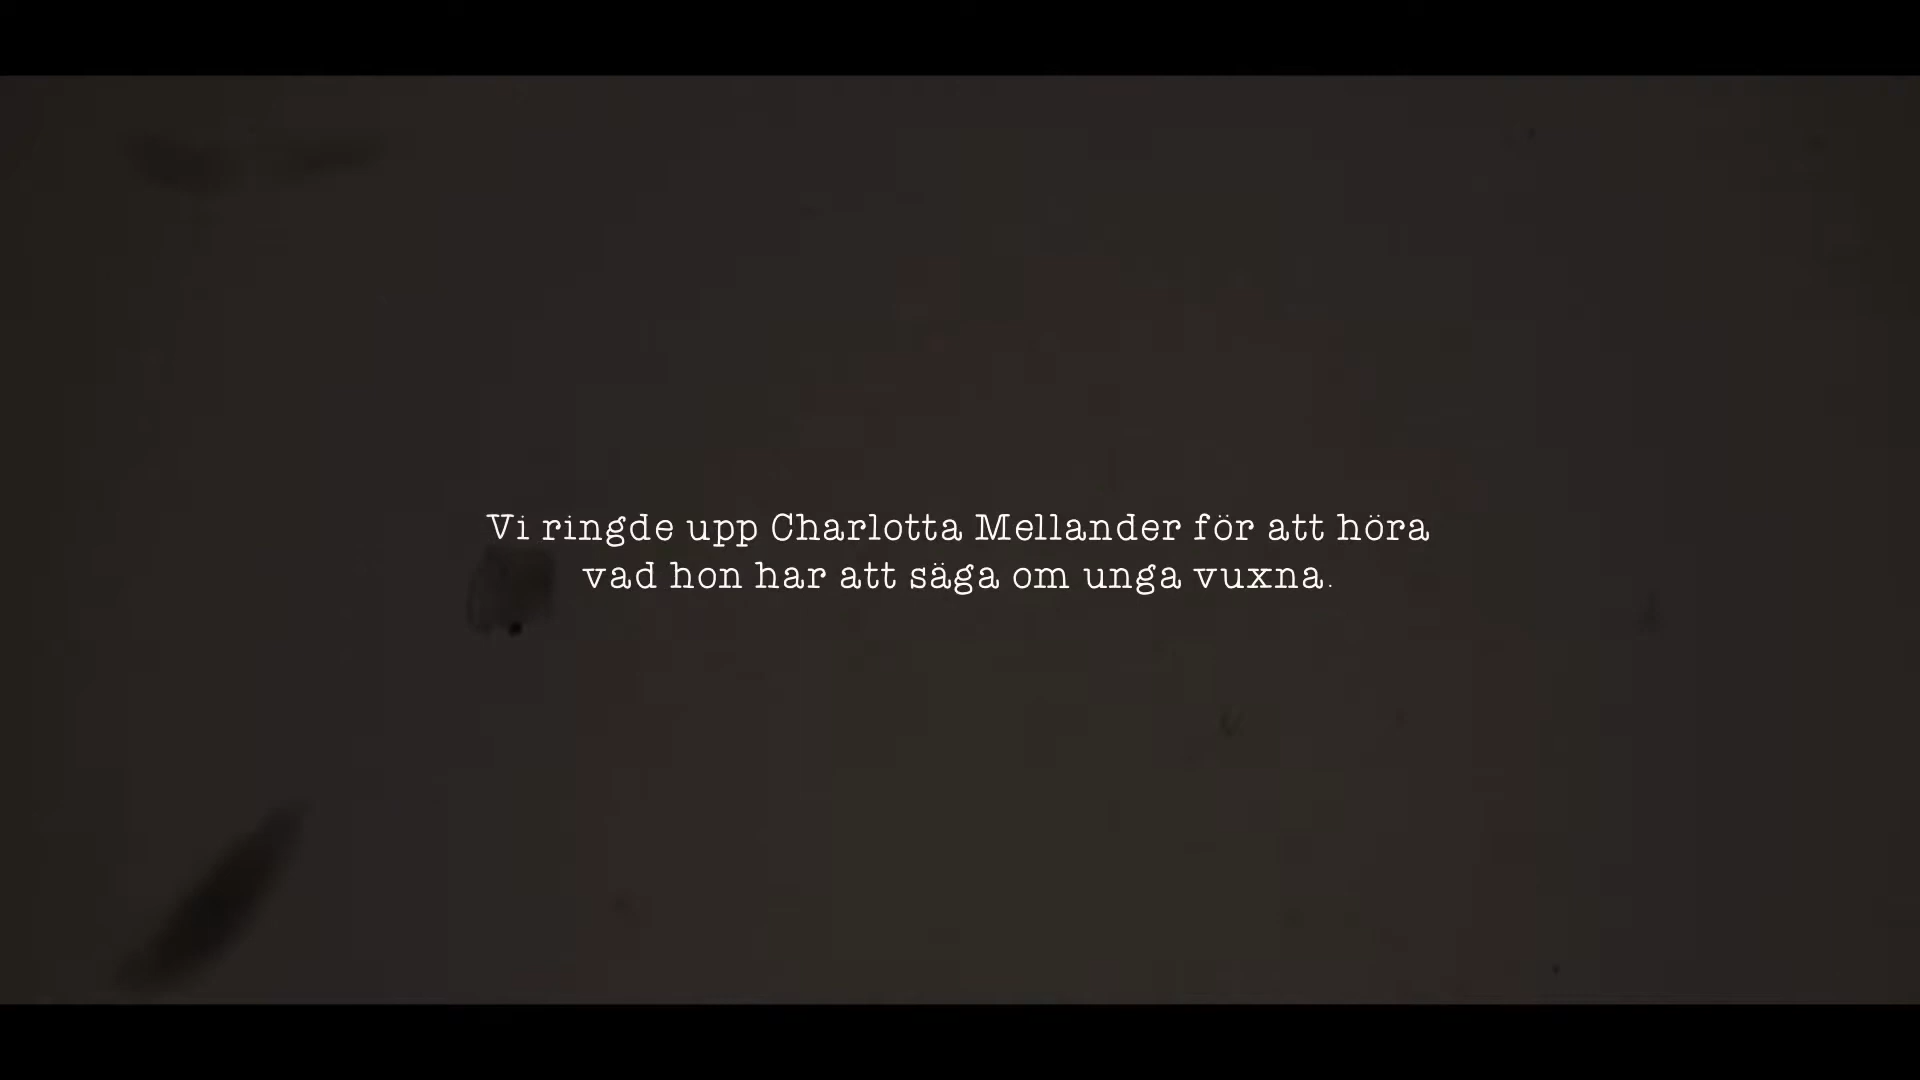 Vi ringde upp Charlotta Mellander för att höra
vad hon har att säga om unga vuxna.